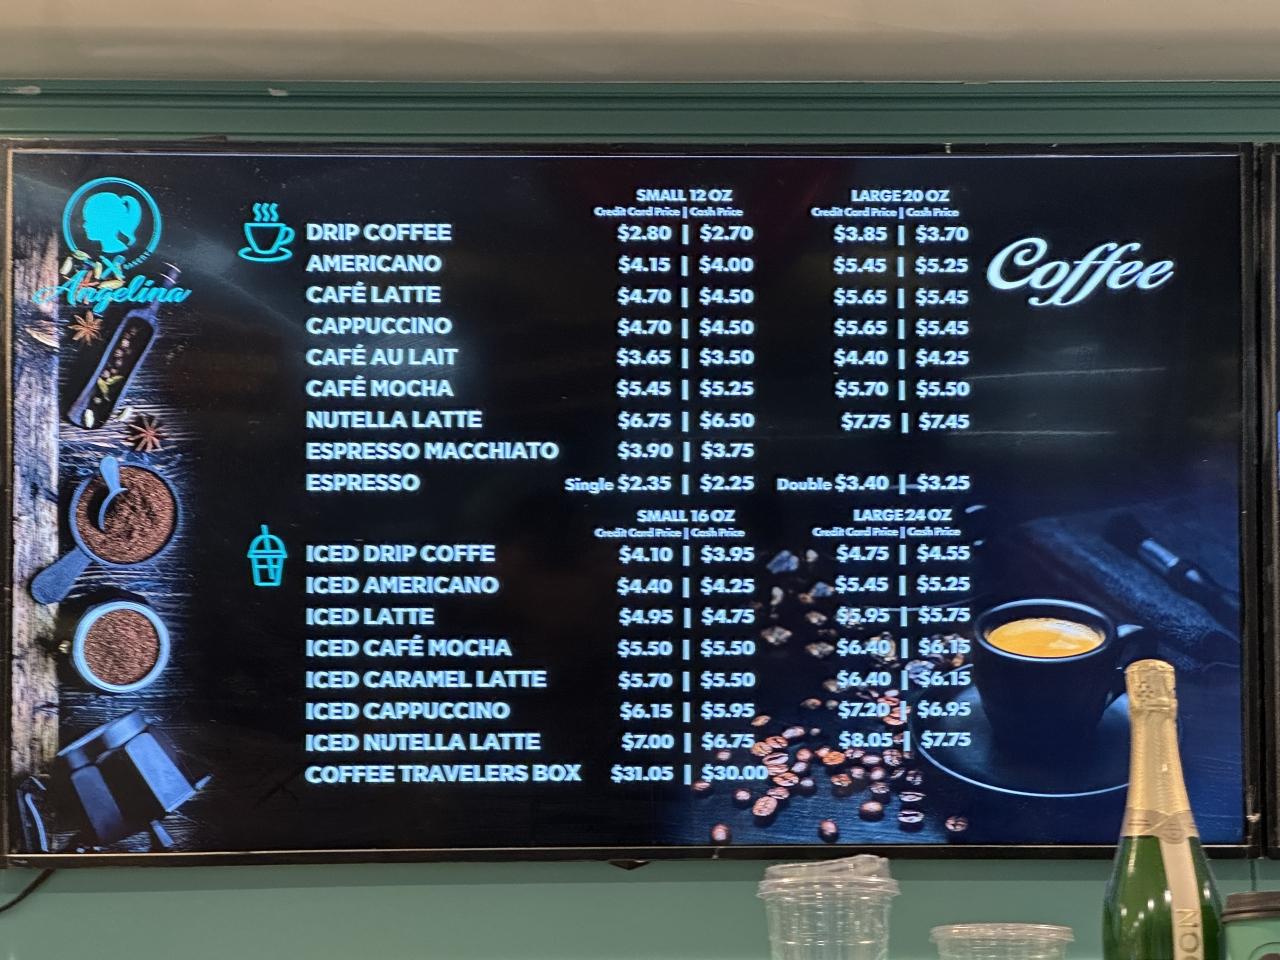 SMALL 12 OZ LARGE 20 OZ
Credit Card Price | Cash Price Credit Card Price | Cash Price
DRIP COFFEE $2.80 | $2.70 $3.85 | $3.70
AMERICANO $4.15 | $4.00 $5.45 | $5.25
CAFÉ LATTE $4.70 | $4.50 $5.65 | $5.45
CAPPUCCINO $4.70 | $4.50 $5.65 | $5.45
CAFÉ AU LAIT $3.65 | $3.50 $4.40 | $4.25
CAFÉ MOCHA $5.45 | $5.25 $5.70 | $5.50
NUTELLA LATTE $6.75 | $6.50 $7.75 | $7.45
ESPRESSO MACCHIATO $3.90 | $3.75
ESPRESSO Single $2.35 | $2.25 Double $3.40 | $3.25
SMALL 16 OZ LARGE 24 OZ
Credit Card Price | Cash Price Credit Card Price | Cash Price
ICED DRIP COFFE $4.10 | $3.95 $4.75 | $4.55
ICED AMERICANO $4.40 | $4.25 $5.45 | $5.25
ICED LATTE $4.95 | $4.75 $5.95 | $5.75
ICED CAFÉ MOCHA $5.50 | $5.50 $6.40 | $6.15
ICED CARAMEL LATTE $5.70 | $5.50 $6.40 | $6.15
ICED CAPPUCCINO $6.15 | $5.95 $7.20 | $6.95
ICED NUTELLA LATTE $7.00 | $6.75 $8.05 | $7.75
COFFEE TRAVELERS BOX $31.05 | $30.00
BAKERY
Angelina
Coffee
NO